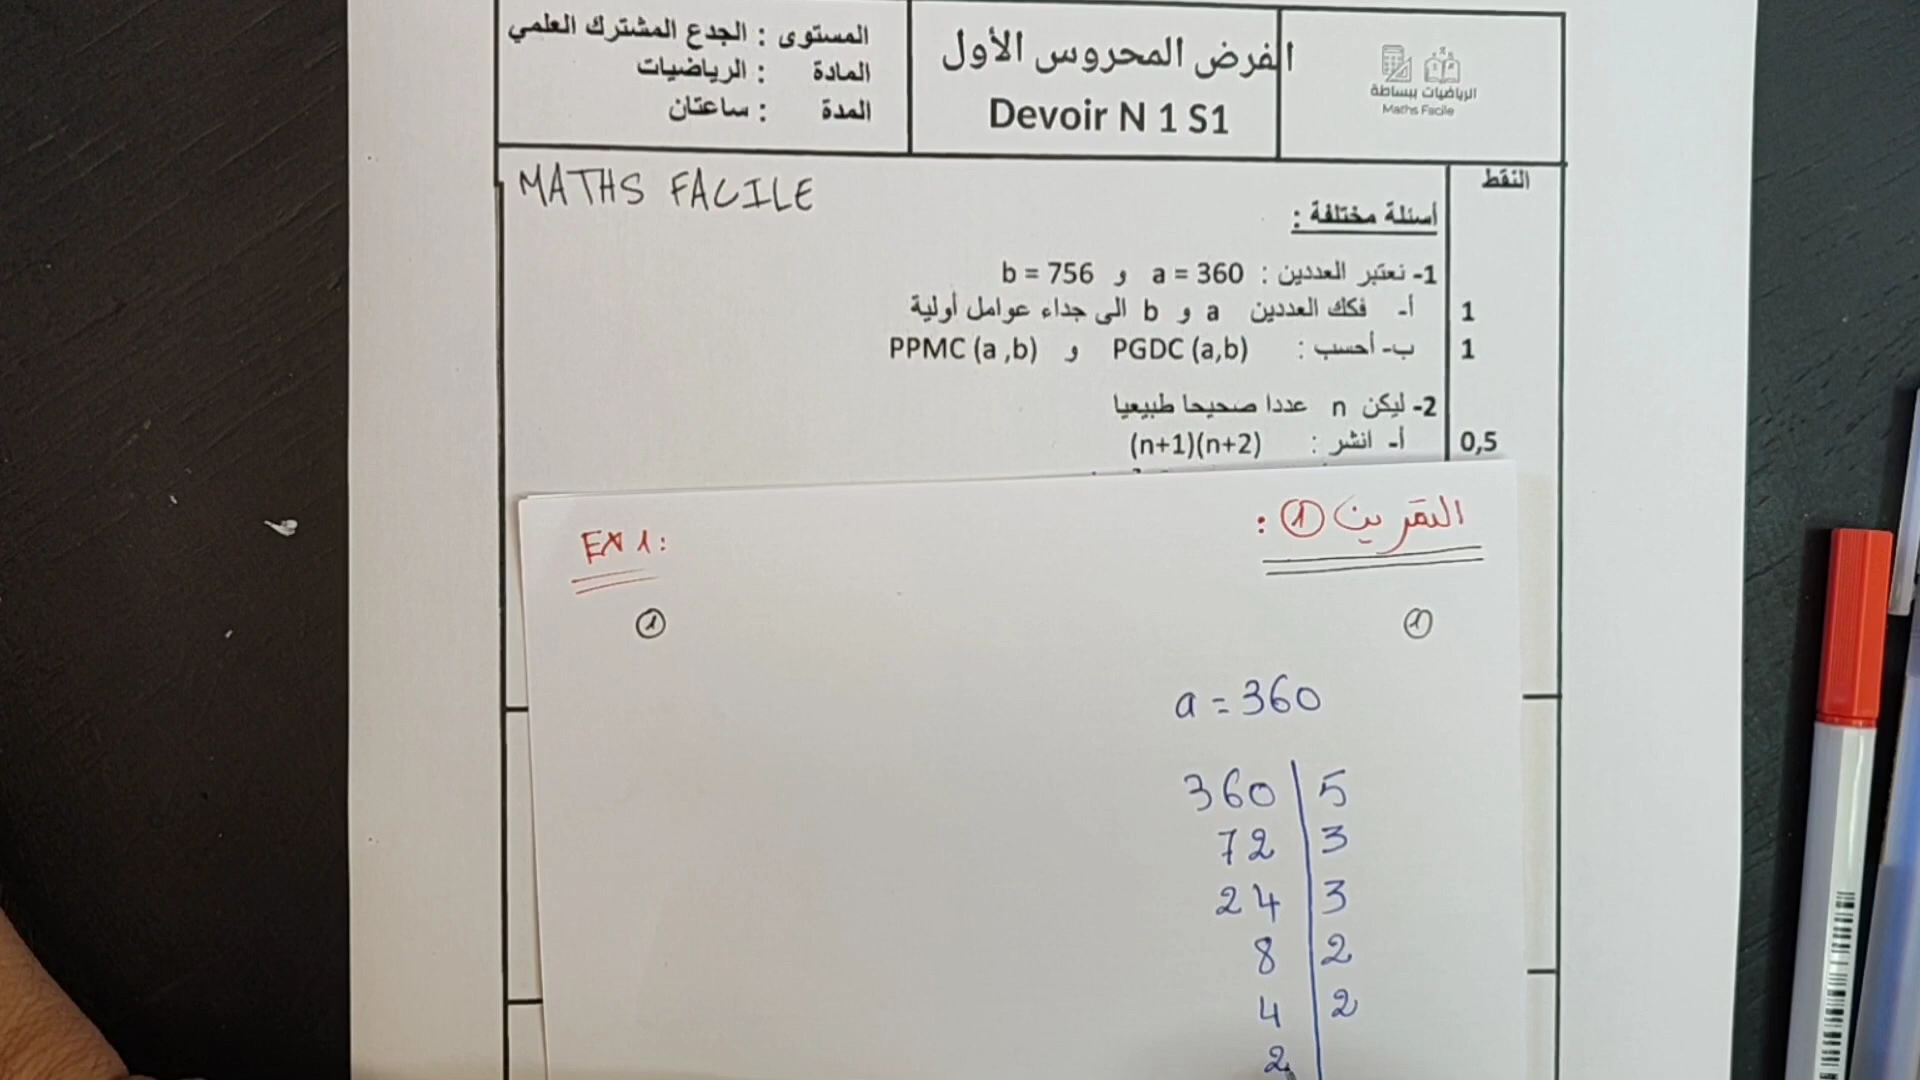 المستوى : الجدع المشترك العلمي
المادة : الرياضيات
المدة : ساعتان
الفرض المحروس الأول
Devoir N 1 S1
الرياضيات ببساطة
Maths Facile
MATHS FACILE
النقط
أسئلة مختلفة :
1- نعتبر العددين : a = 360 و b = 756
أ- فكك العددين a و b الى جداء عوامل أولية 1
ب- أحسب : PGDC (a,b) و PPMC (a ,b) 1
2- ليكن n عددا صحيحا طبيعيا
أ- انشر : (n+1)(n+2) 0,5
EX 1 :
التمرين ① :
①
①
a = 360
360 | 5
72 | 3
24 | 3
8 | 2
4 | 2
2